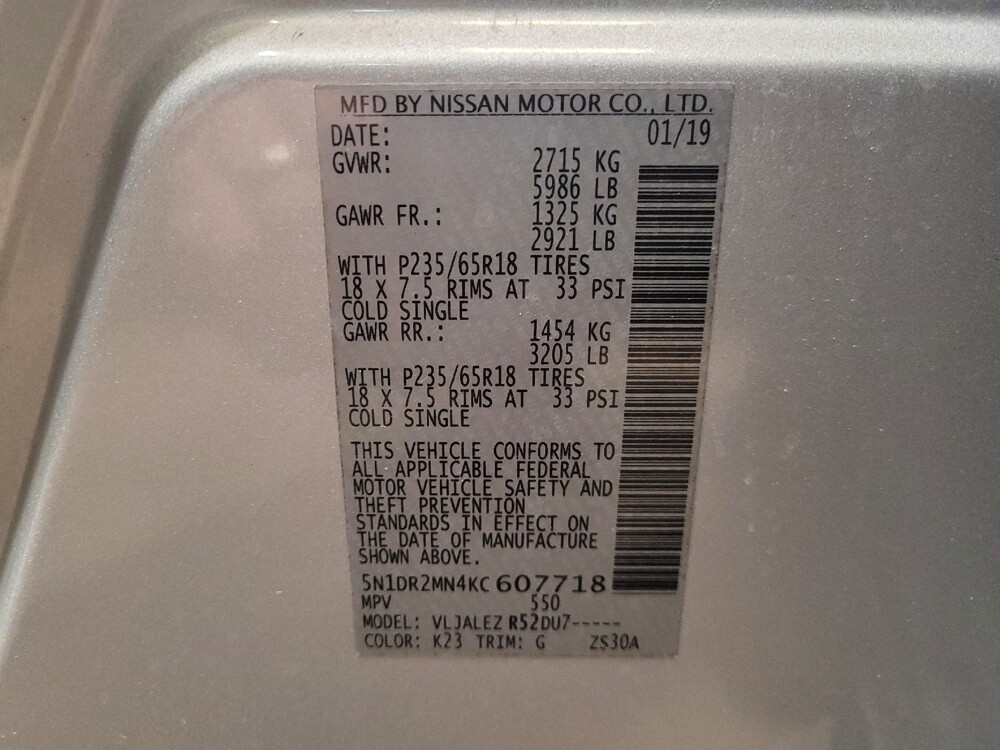 MFD BY NISSAN MOTOR CO., LTD.
DATE: 01/19
GVWR: 2715 KG
5986 LB
GAWR FR.: 1325 KG
2921 LB
WITH P235/65R18 TIRES
18 X 7.5 RIMS AT 33 PSI
COLD SINGLE
GAWR RR.: 1454 KG
3205 LB
WITH P235/65R18 TIRES
18 X 7.5 RIMS AT 33 PSI
COLD SINGLE
THIS VEHICLE CONFORMS TO
ALL APPLICABLE FEDERAL
MOTOR VEHICLE SAFETY AND
THEFT PREVENTION
STANDARDS IN EFFECT ON
THE DATE OF MANUFACTURE
SHOWN ABOVE.
5N1DR2MN4KC607718
MPV 550
MODEL: VLJALEZ R52DU7-----
COLOR: K23 TRIM: G ZS30A